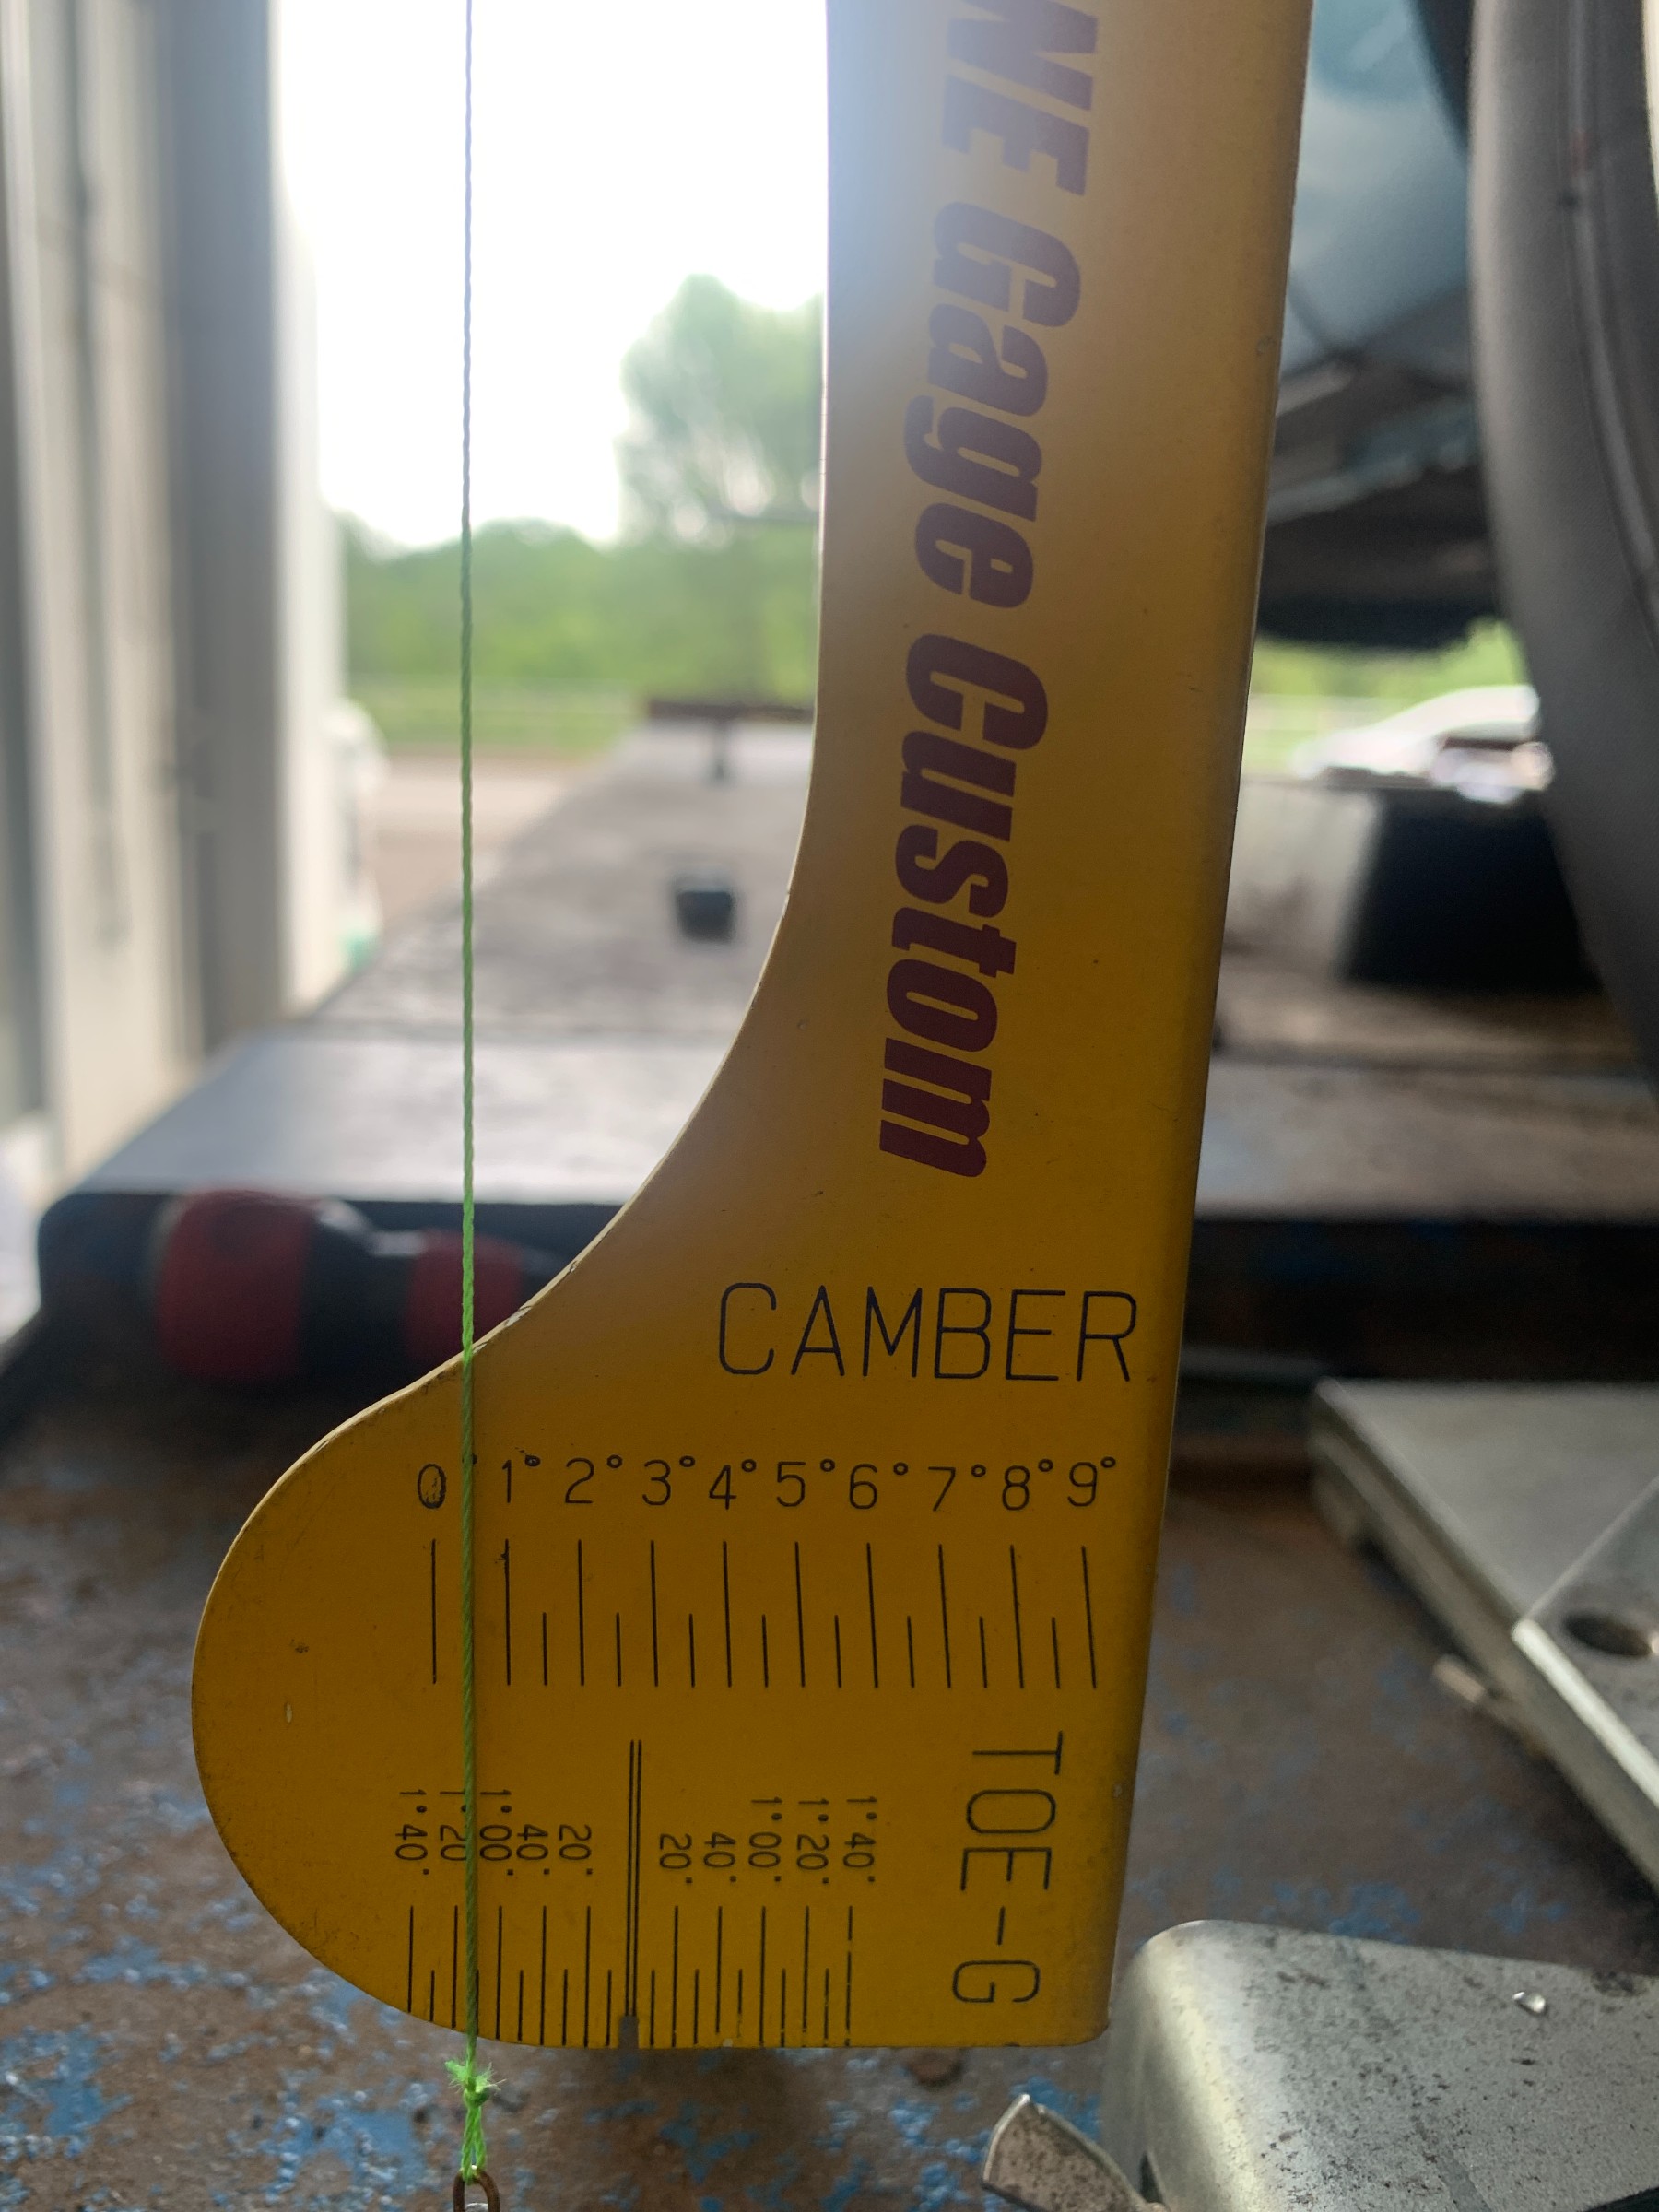 NE Gage Custom
CAMBER
0° 1° 2° 3° 4° 5° 6° 7° 8° 9°
TOE-G
1°40' 1°20' 1°00' 40' 20' 20' 40' 1°00' 1°20' 1°40'